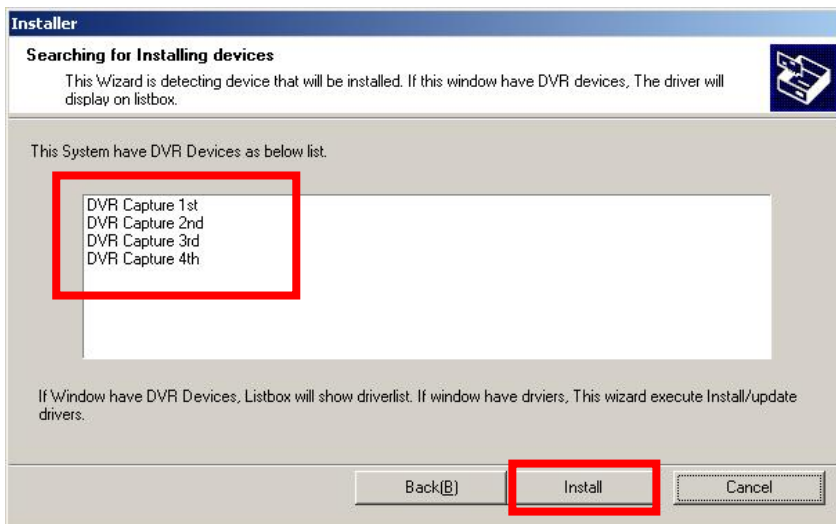 Installer
Searching for Installing devices
This Wizard is detecting device that will be installed. If this window have DVR devices, The driver will
display on listbox.
This System have DVR Devices as below list.
DVR Capture 1st
DVR Capture 2nd
DVR Capture 3rd
DVR Capture 4th
If Window have DVR Devices, Listbox will show driverlist. If window have drviers, This wizard execute Install/update
drivers.
Back(B) Install Cancel